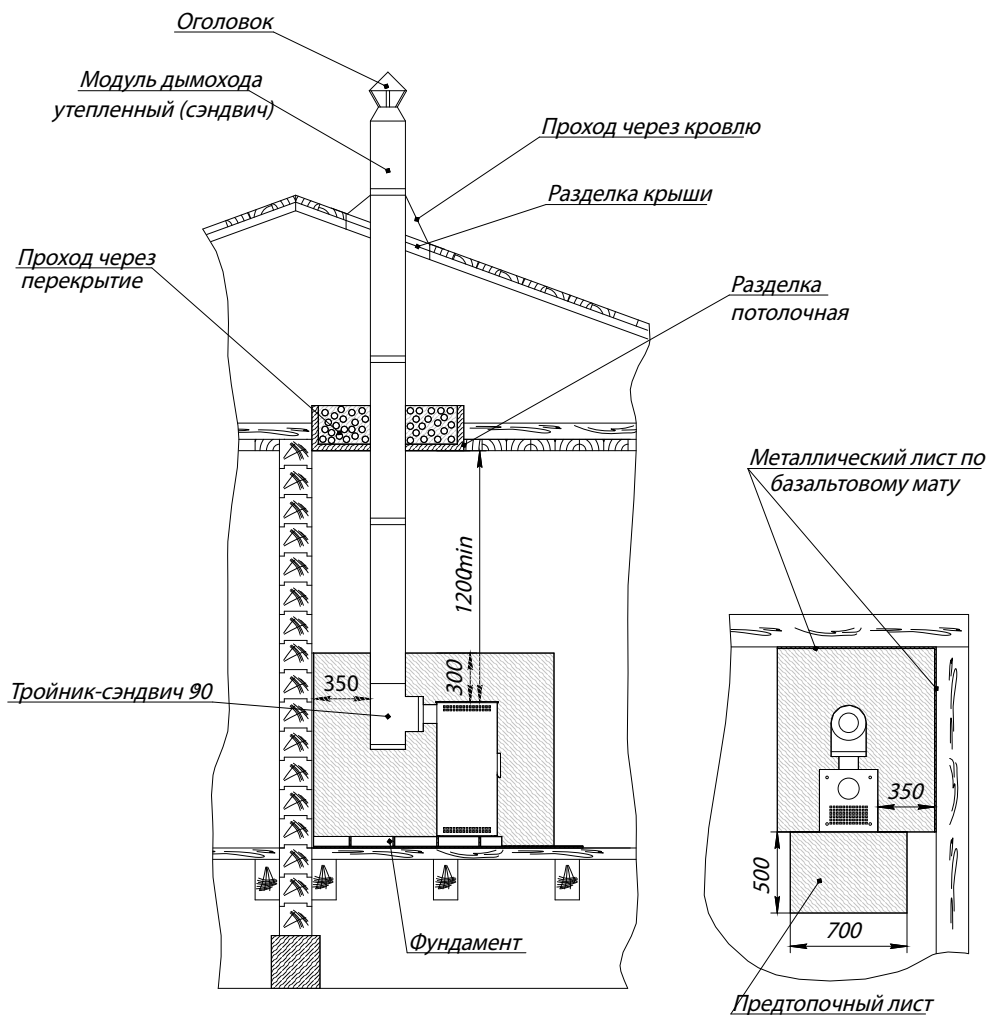 Оголовок
Модуль дымохода
утепленный (сэндвич)
Проход через кровлю
Разделка крыши
Проход через
перекрытие
Разделка
потолочная
Металлический лист по
базальтовому мату
1200min
300
350
Тройник-сэндвич 90
350
500
700
Фундамент
Предтопочный лист